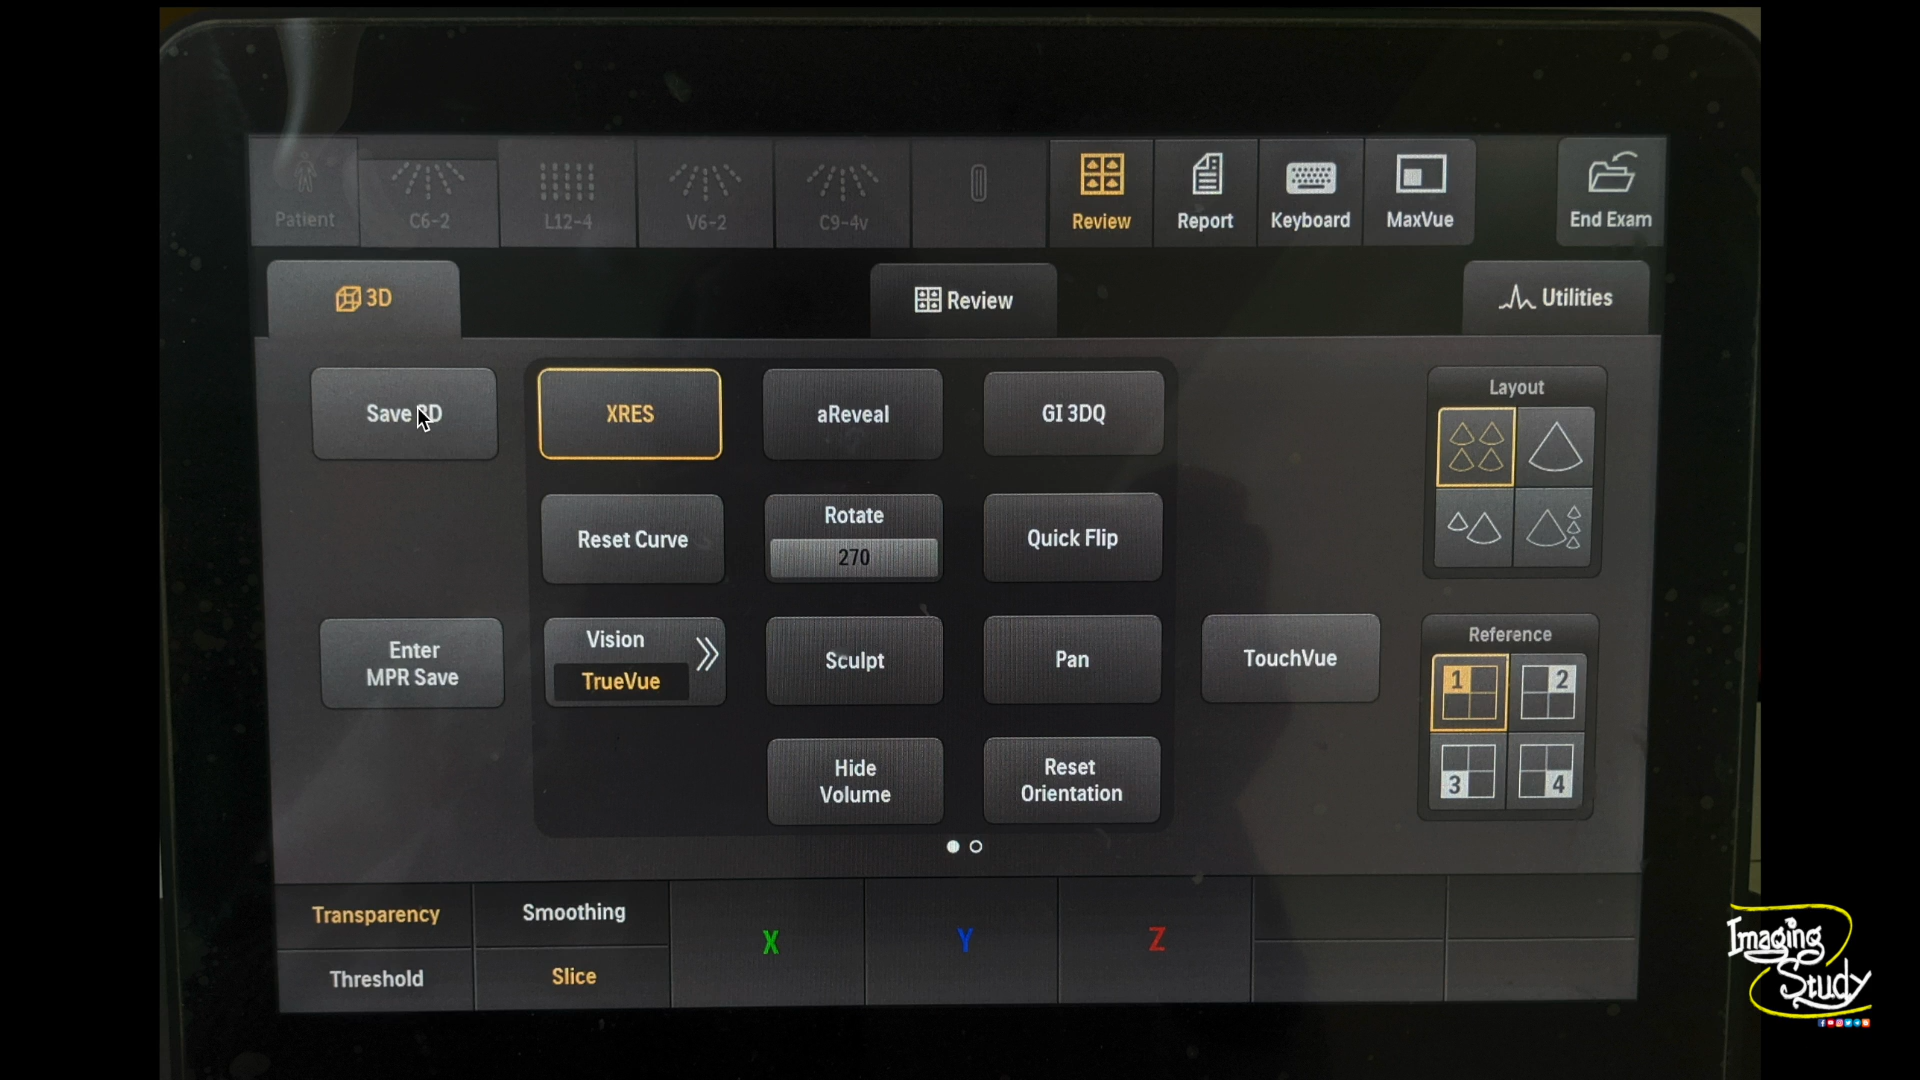 Patient
C6-2
L12-4
V6-2
C9-4v
Review
Report
Keyboard
MaxVue
End Exam
3D
Review
Utilities
Save 3D
XRES
aReveal
GI 3DQ
Layout
Reset Curve
Rotate
270
Quick Flip
Enter
MPR Save
Vision
TrueVue
Sculpt
Pan
TouchVue
Reference
1
2
3
4
Hide
Volume
Reset
Orientation
Transparency
Smoothing
X
Y
Z
Threshold
Slice
Imaging
Study